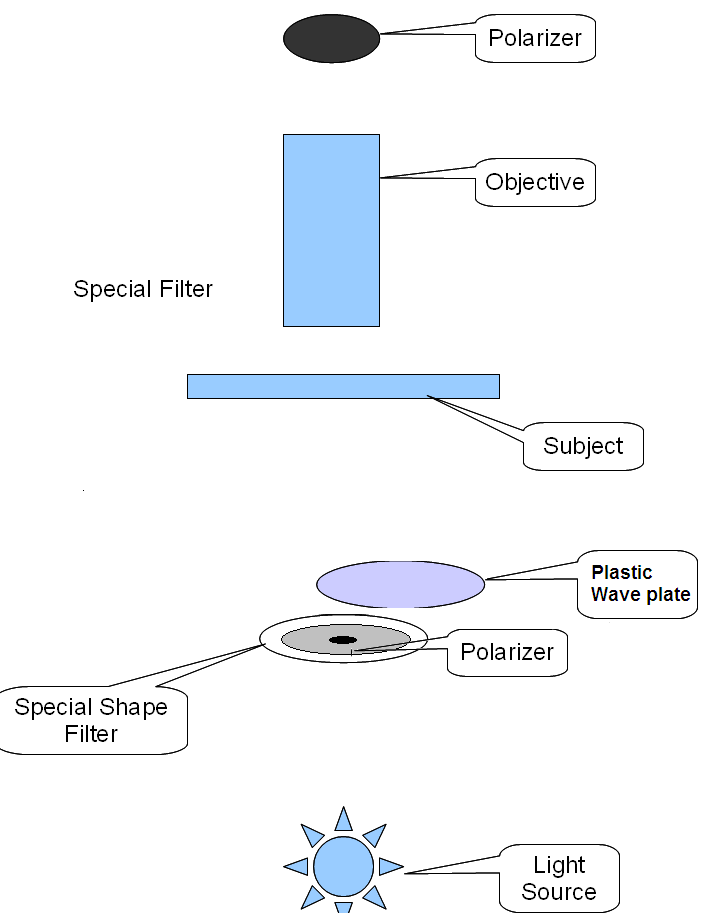 Polarizer
Objective
Special Filter
Subject
Plastic
Wave plate
Polarizer
Special Shape
Filter
Light
Source